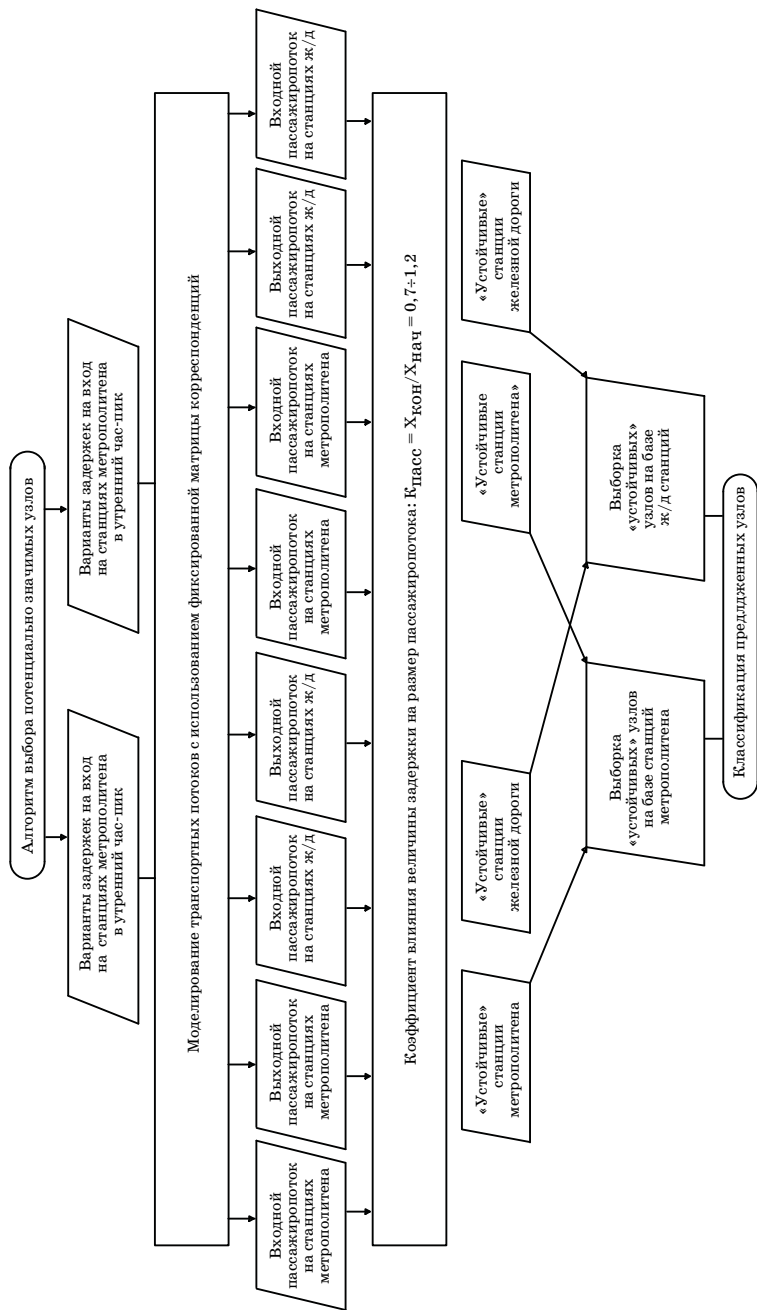 Алгоритм выбора потенциально значимых узлов
Варианты задержек на вход
на станциях метрополитена
в утренний час-пик
Варианты задержек на вход
на станциях метрополитена
в утренний час-пик
Моделирование транспортных потоков с использованием фиксированной матрицы корреспонденций
Входной
пассажиропоток
на станциях
метрополитена
Выходной
пассажиропоток
на станциях
метрополитена
Входной
пассажиропоток
на станциях ж/д
Выходной
пассажиропоток
на станциях ж/д
Входной
пассажиропоток
на станциях
метрополитена
Входной
пассажиропоток
на станциях
метрополитена
Выходной
пассажиропоток
на станциях ж/д
Входной
пассажиропоток
на станциях ж/д
Коэффициент влияния величины задержки на размер пассажиропотока: Kпасс = Xкон/Xнач = 0,7÷1,2
«Устойчивые»
станции
метрополитена
«Устойчивые»
станции
железной дороги
«Устойчивые
станции
метрополитена»
«Устойчивые»
станции
железной дороги
Выборка
«устойчивых» узлов
на базе станций
метрополитена
Выборка
«устойчивых»
узлов на базе
ж/д станций
Классификация предлдженных узлов